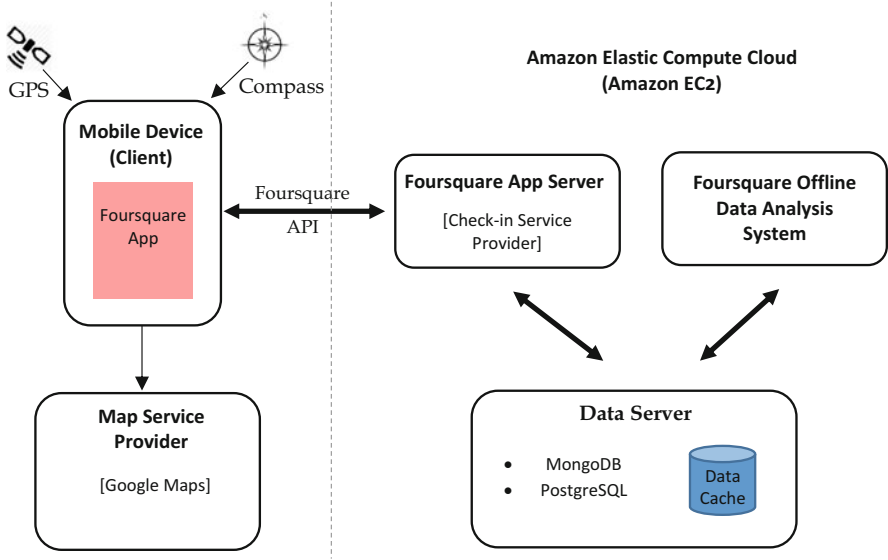 GPS
Compass
Mobile Device
(Client)
Foursquare
App
Foursquare
API
Map Service
Provider
[Google Maps]
Amazon Elastic Compute Cloud
(Amazon EC2)
Foursquare App Server
[Check-in Service
Provider]
Foursquare Offline
Data Analysis
System
Data Server
• MongoDB
• PostgreSQL
Data
Cache